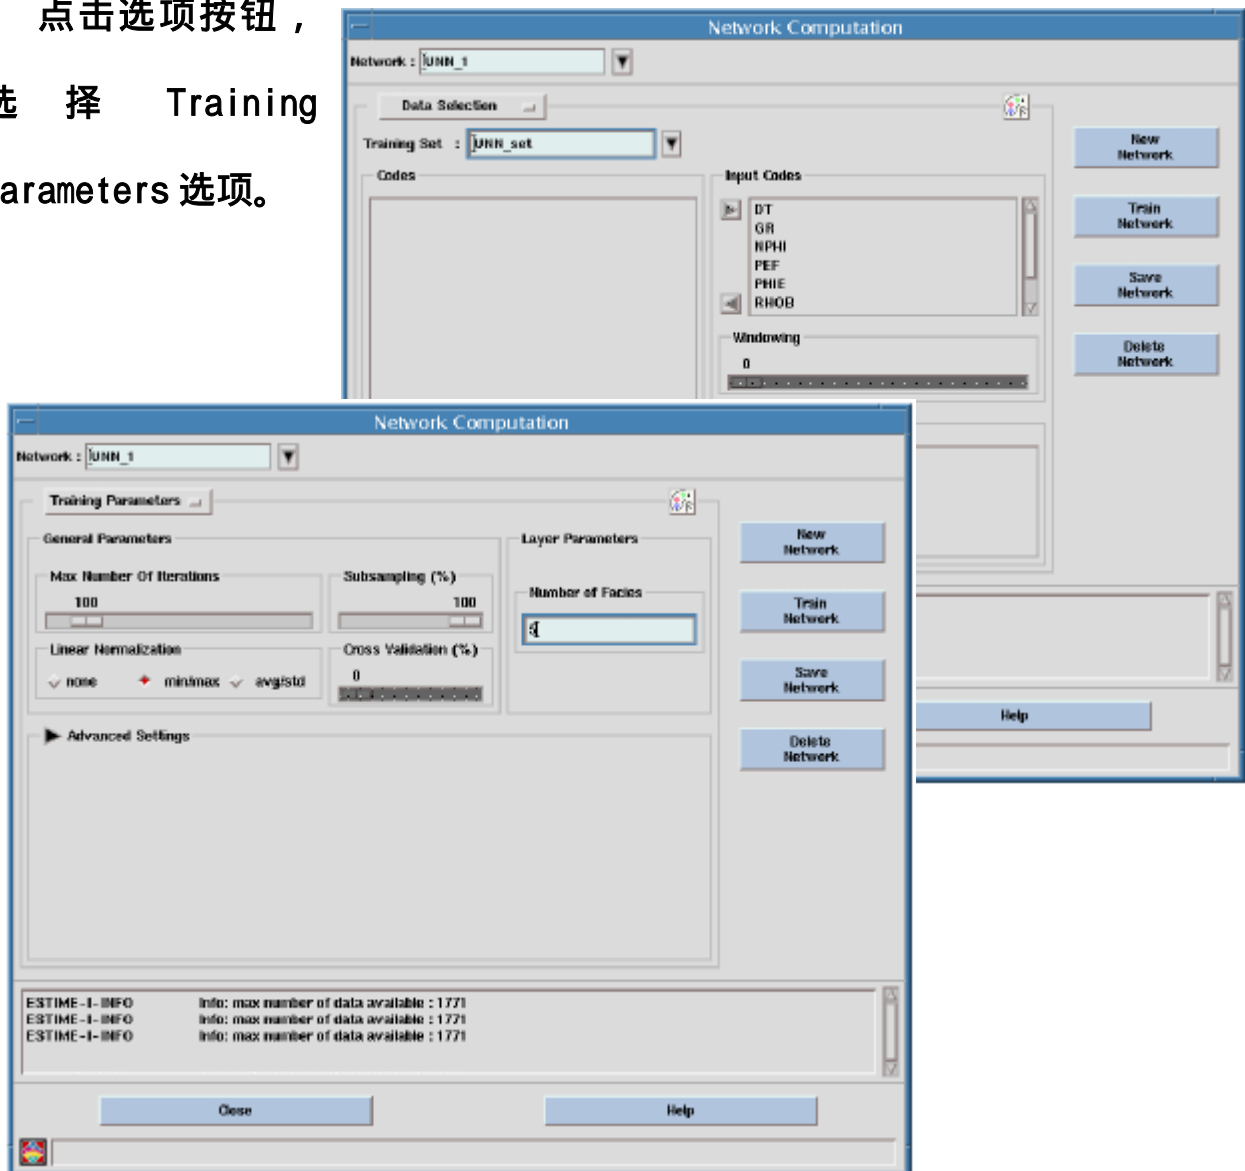 点击选项按钮，
选 择 Training
arameters 选项。
Network Computation
Network : UNN_1
Data Selection
Training Set : UNN_set
Codes
Input Codes
DT
GR
NPHI
PEF
PHIE
RHOB
Windowing
0
New
Network
Train
Network
Save
Network
Delete
Network
Help
Network Computation
Network : UNN_1
Training Parameters
General Parameters
Max Number Of Iterations
100
Subsampling (%)
100
Linear Normalization
none min/max avg/std
Cross Validation (%)
0
Layer Parameters
Number of Facies
Advanced Settings
New
Network
Train
Network
Save
Network
Delete
Network
ESTIME-I-INFO Info: max number of data available : 1771
ESTIME-I-INFO Info: max number of data available : 1771
ESTIME-I-INFO Info: max number of data available : 1771
Close
Help